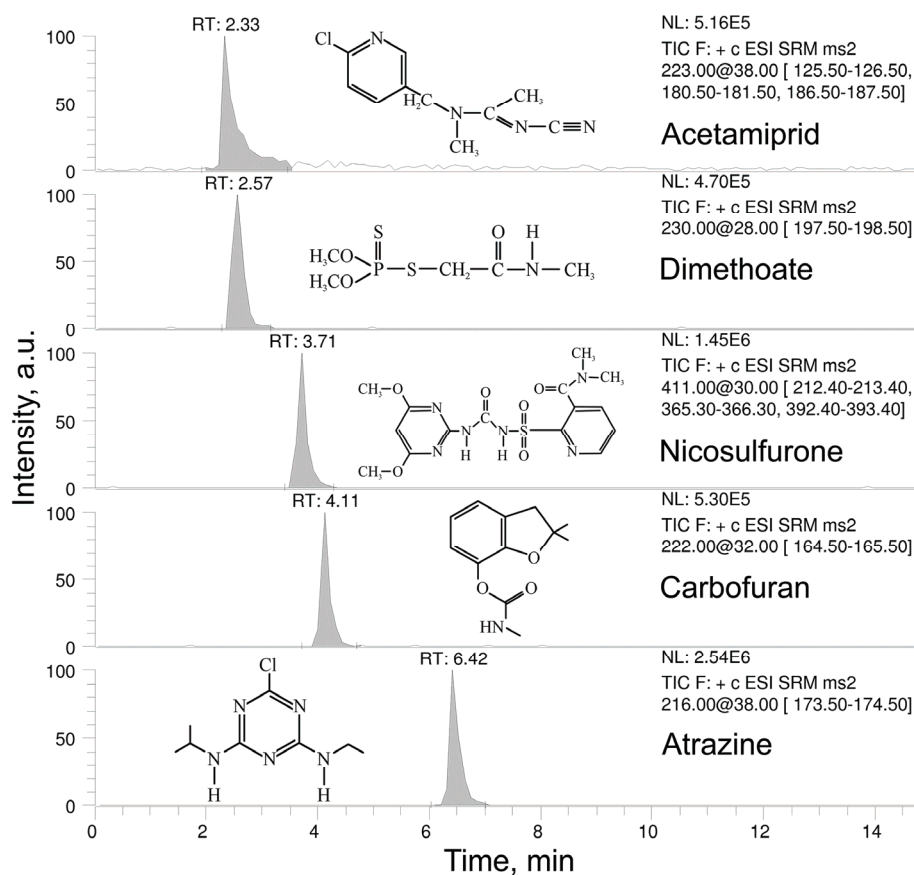 Intensity, a.u.
RT: 2.33
100
50
0
NL: 5.16E5
TIC F: + c ESI SRM ms2
223.00@38.00 [ 125.50-126.50,
180.50-181.50, 186.50-187.50]
Acetamiprid
Cl
N
H₂C
N
CH₃
C
CH₃
N—C≡N
RT: 2.57
100
50
0
NL: 4.70E5
TIC F: + c ESI SRM ms2
230.00@28.00 [ 197.50-198.50]
Dimethoate
S
O
H
H₃CO
H₃CO
P—S—CH₂—C—N—CH₃
RT: 3.71
100
50
0
NL: 1.45E6
TIC F: + c ESI SRM ms2
411.00@30.00 [ 212.40-213.40,
365.30-366.30, 392.40-393.40]
Nicosulfurone
CH₃
N—CH₃
O=C
CH₃—O
N
O
O
C
NH—S
N
H
H
O
N
N
CH₃—O
RT: 4.11
100
50
0
NL: 5.30E5
TIC F: + c ESI SRM ms2
222.00@32.00 [ 164.50-165.50]
Carbofuran
O
O
O
HN
RT: 6.42
100
50
0
NL: 2.54E6
TIC F: + c ESI SRM ms2
216.00@38.00 [ 173.50-174.50]
Atrazine
Cl
N
N
N
N
N
H
H
0 2 4 6 8 10 12 14
Time, min